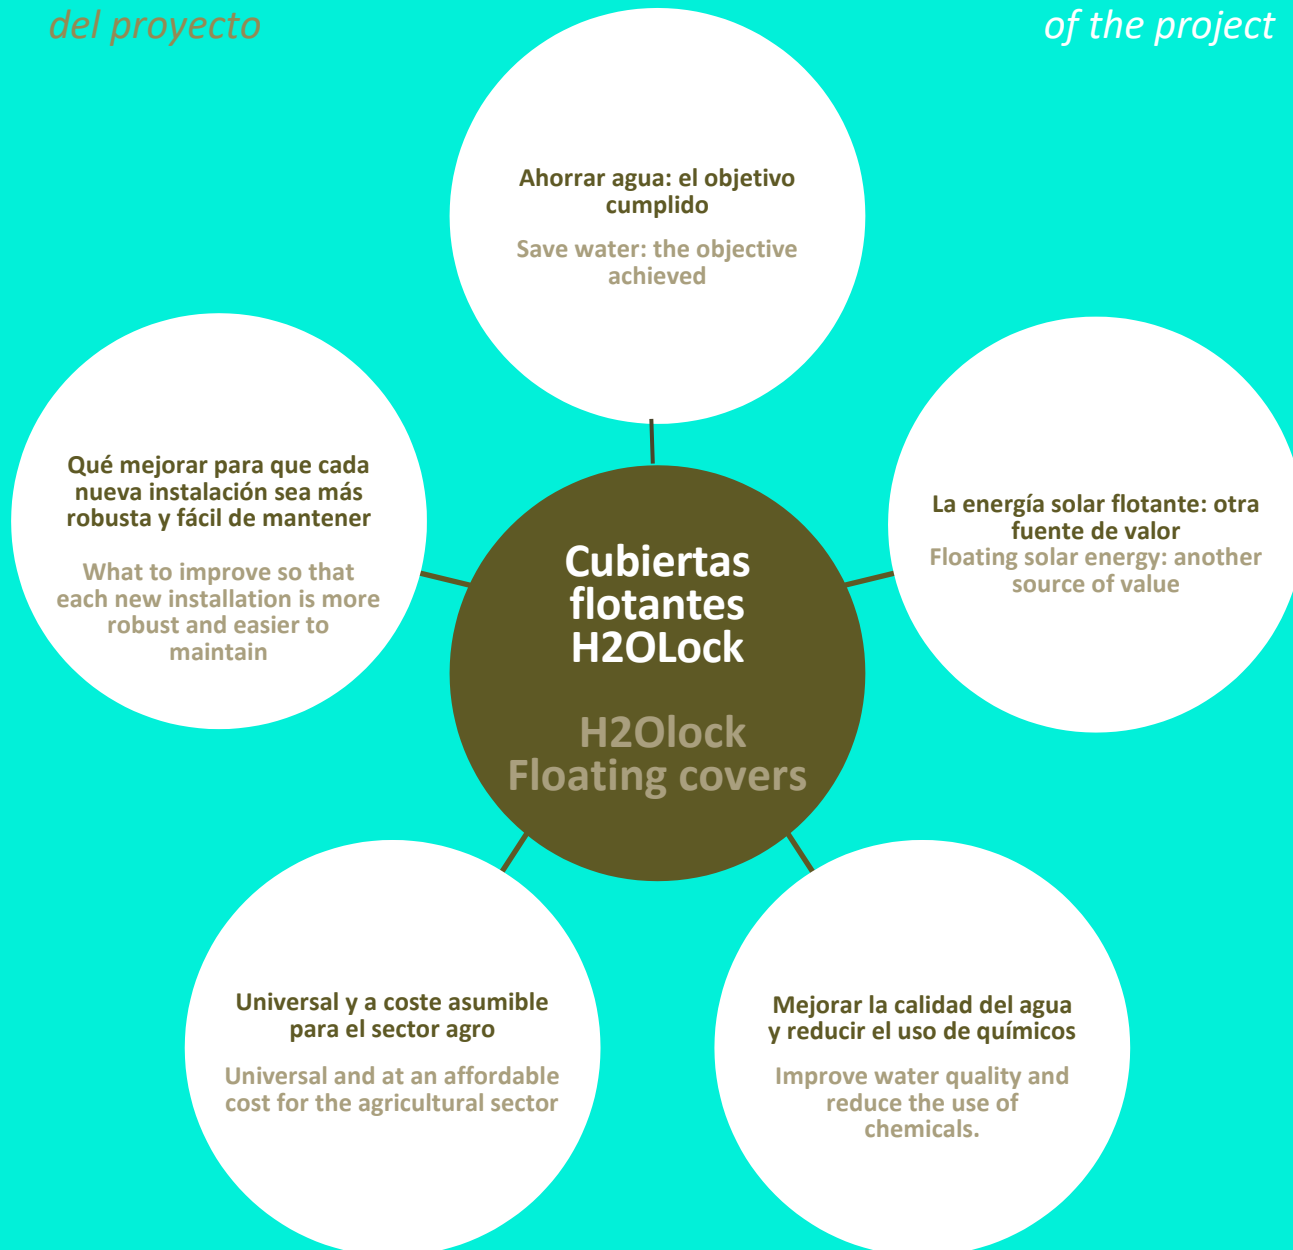 del proyecto
of the project
Ahorrar agua: el objetivo
cumplido
Save water: the objective
achieved
Qué mejorar para que cada
nueva instalación sea más
robusta y fácil de mantener
What to improve so that
each new installation is more
robust and easier to
maintain
La energía solar flotante: otra
fuente de valor
Floating solar energy: another
source of value
Cubiertas
flotantes
H2OLock
H2Olock
Floating covers
Universal y a coste asumible
para el sector agro
Universal and at an affordable
cost for the agricultural sector
Mejorar la calidad del agua
y reducir el uso de químicos
Improve water quality and
reduce the use of
chemicals.